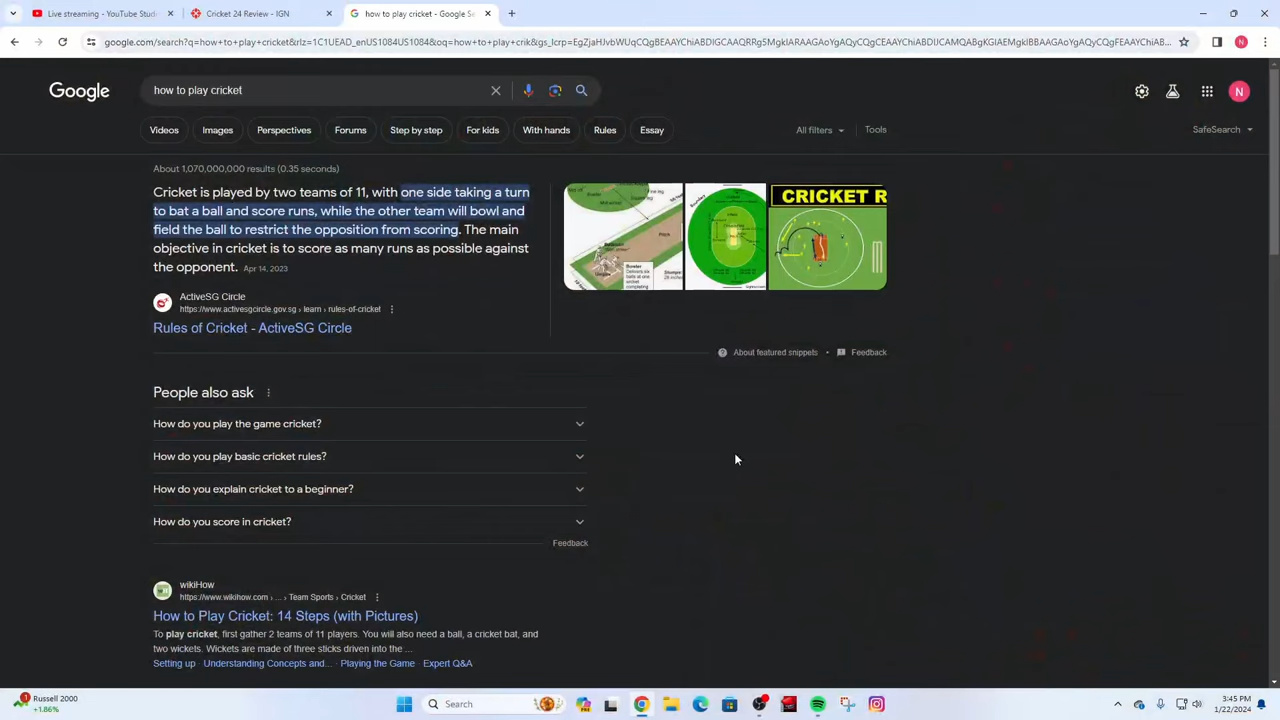 Live streaming - YouTube Stud
Cricket 24 Review - IGN
how to play cricket - Google Se
google.com/search?q=how+to+play+cricket&rlz=1C1UEAD_enUS1084US1084&oq=how+to+play+crik&gs_lcrp=
Google
how to play cricket
Videos
Images
Perspectives
Forums
Step by step
For kids
With hands
Rules
Essay
All filters
Tools
SafeSearch
About 1,070,000,000 results (0.35 seconds)
Cricket is played by two teams of 11, with one side taking a turn
to bat a ball and score runs, while the other team will bowl and
field the ball to restrict the opposition from scoring. The main
objective in cricket is to score as many runs as possible against
the opponent. Apr 14, 2023
CRICKET R
ActiveSG Circle
https://www.activesgcircle.gov.sg › learn › rules-of-cricket
Rules of Cricket - ActiveSG Circle
About featured snippets • Feedback
People also ask
How do you play the game cricket?
How do you play basic cricket rules?
How do you explain cricket to a beginner?
How do you score in cricket?
Feedback
wikiHow
https://www.wikihow.com › ... › Team Sports › Cricket
How to Play Cricket: 14 Steps (with Pictures)
To play cricket, first gather 2 teams of 11 players. You will also need a ball, a cricket bat, and
two wickets. Wickets are made of three sticks driven into the ...
Setting up · Understanding Concepts and... · Playing the Game · Expert Q&A
Russell 2000
+1.86%
Search
3:45 PM
1/22/2024